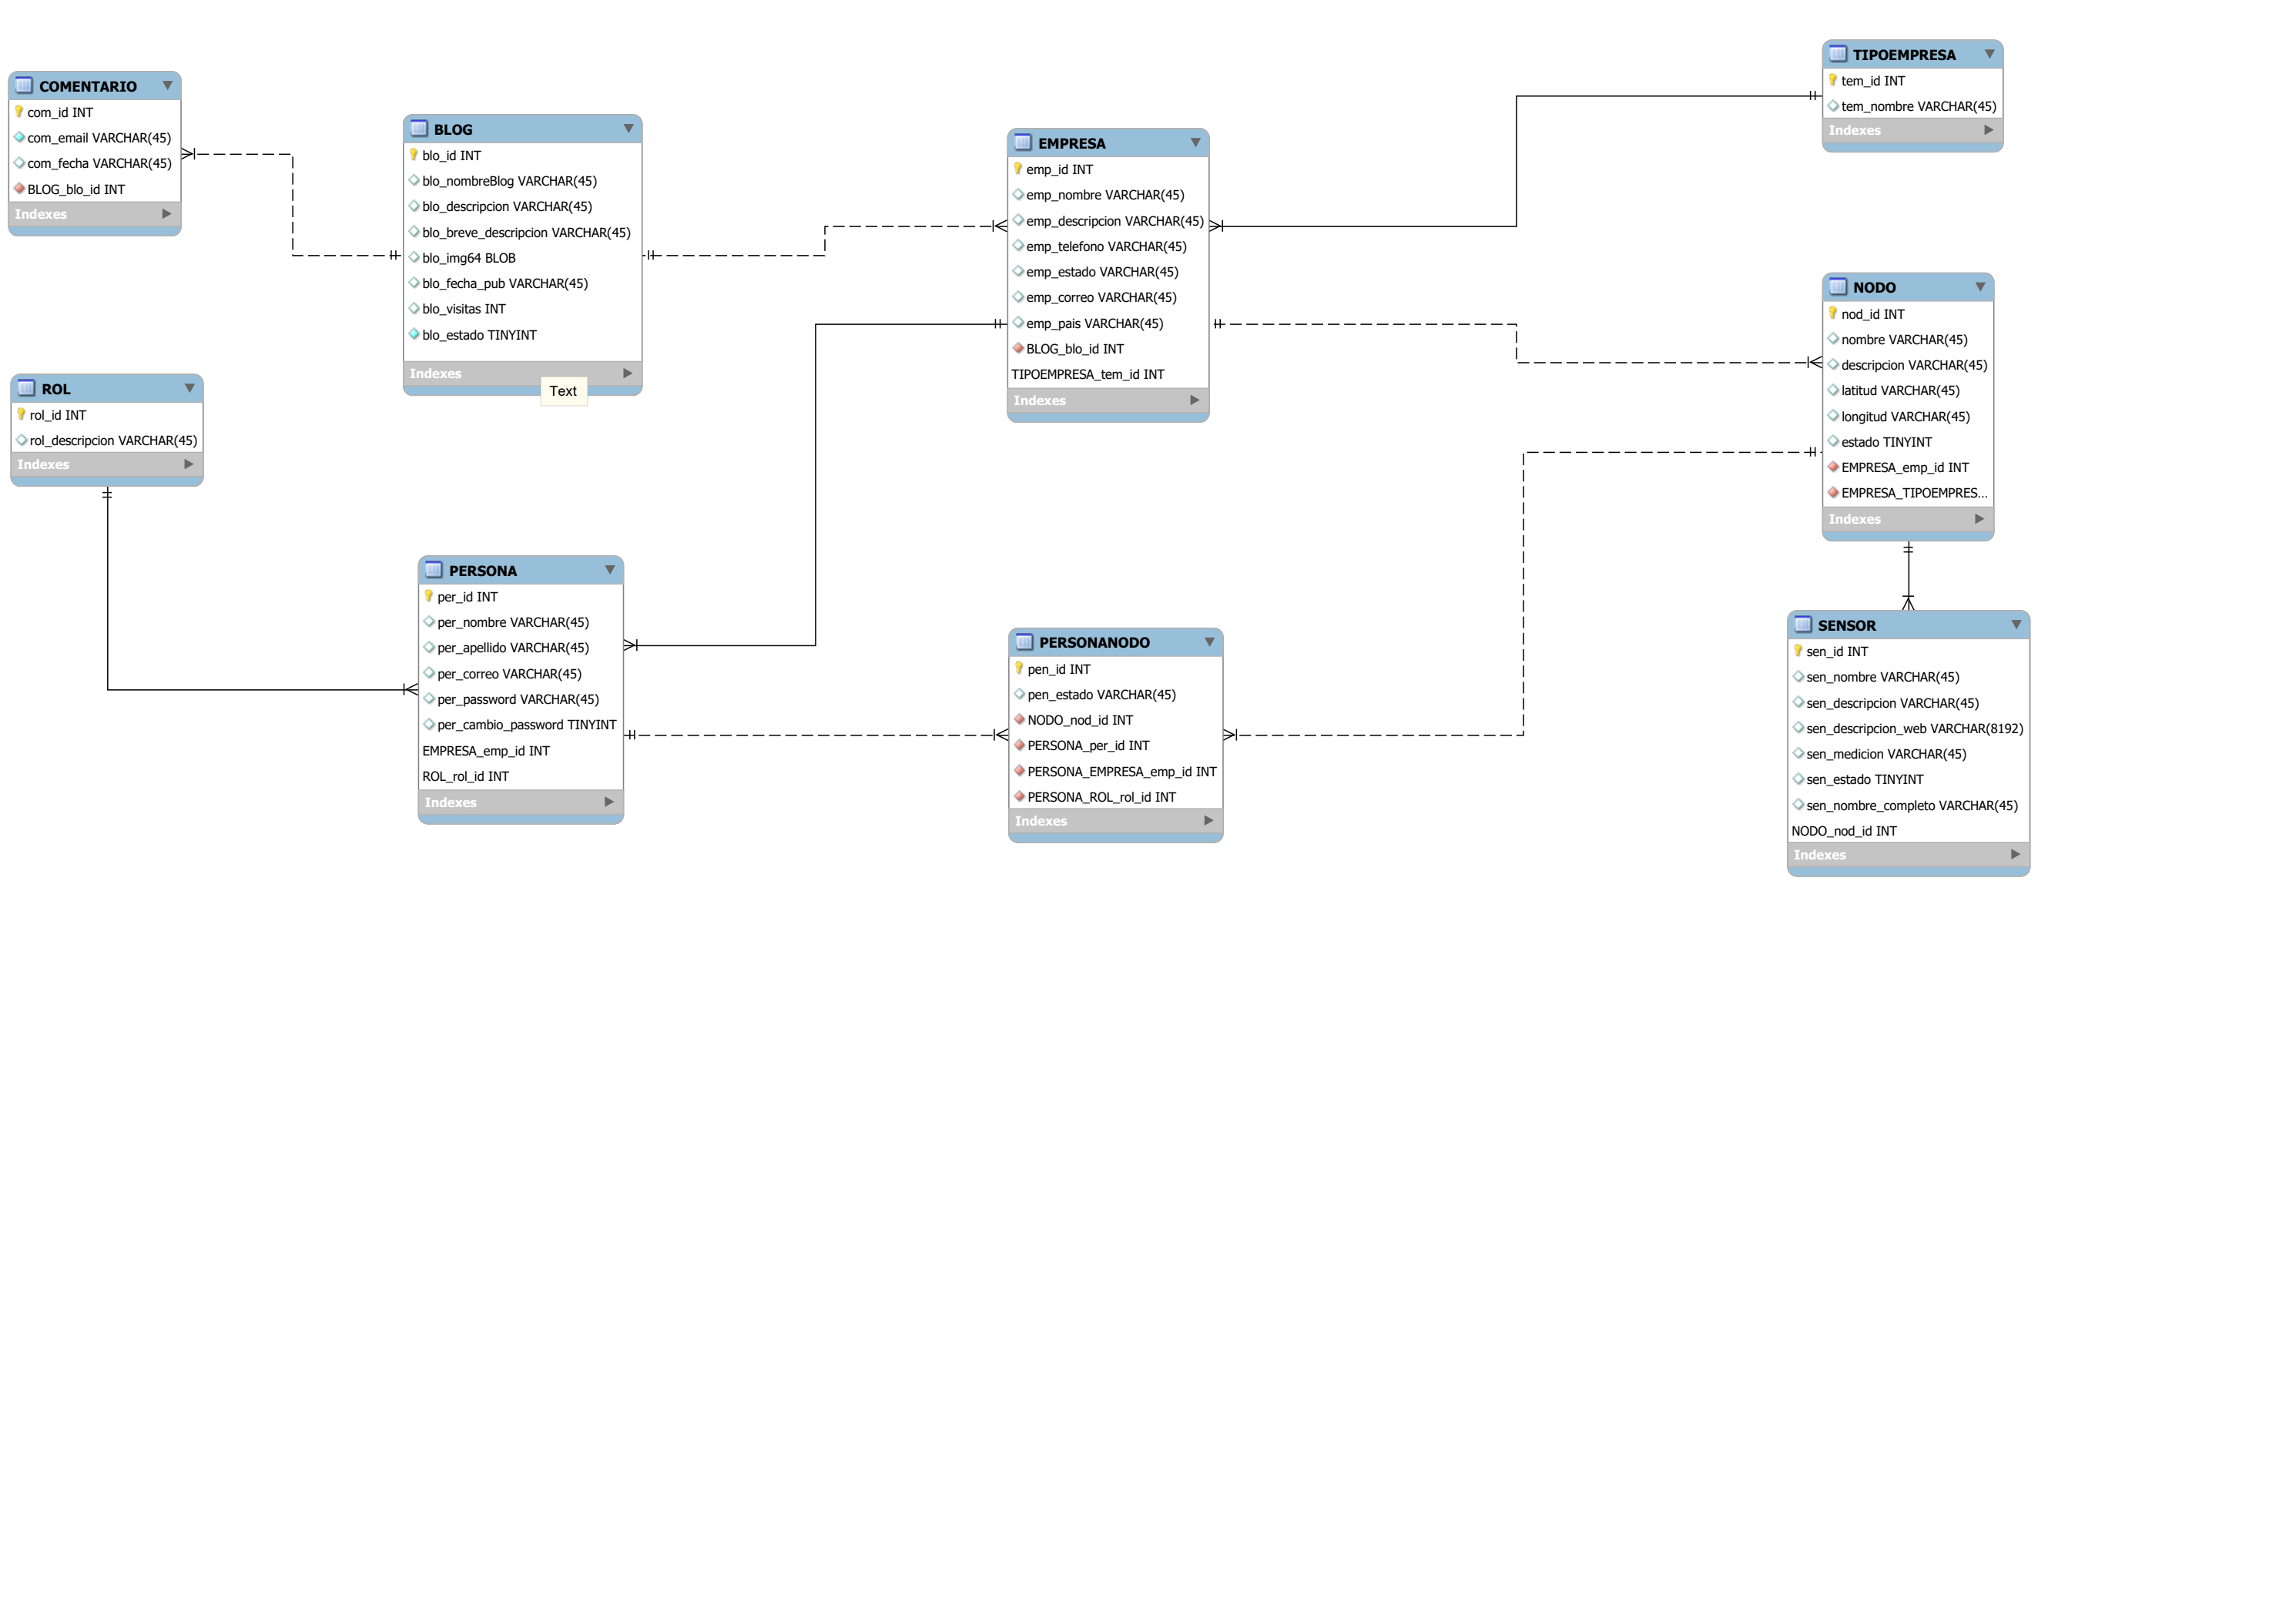 COMENTARIO
com_id INT
com_email VARCHAR(45)
com_fecha VARCHAR(45)
BLOG_blo_id INT
Indexes
BLOG
blo_id INT
blo_nombreBlog VARCHAR(45)
blo_descripcion VARCHAR(45)
blo_breve_descripcion VARCHAR(45)
blo_img64 BLOB
blo_fecha_pub VARCHAR(45)
blo_visitas INT
blo_estado TINYINT
Indexes
Text
EMPRESA
emp_id INT
emp_nombre VARCHAR(45)
emp_descripcion VARCHAR(45)
emp_telefono VARCHAR(45)
emp_estado VARCHAR(45)
emp_correo VARCHAR(45)
emp_pais VARCHAR(45)
BLOG_blo_id INT
TIPOEMPRESA_tem_id INT
Indexes
TIPOEMPRESA
tem_id INT
tem_nombre VARCHAR(45)
Indexes
NODO
nod_id INT
nombre VARCHAR(45)
descripcion VARCHAR(45)
latitud VARCHAR(45)
longitud VARCHAR(45)
estado TINYINT
EMPRESA_emp_id INT
EMPRESA_TIPOEMPRES...
Indexes
ROL
rol_id INT
rol_descripcion VARCHAR(45)
Indexes
PERSONA
per_id INT
per_nombre VARCHAR(45)
per_apellido VARCHAR(45)
per_correo VARCHAR(45)
per_password VARCHAR(45)
per_cambio_password TINYINT
EMPRESA_emp_id INT
ROL_rol_id INT
Indexes
PERSONANODO
pen_id INT
pen_estado VARCHAR(45)
NODO_nod_id INT
PERSONA_per_id INT
PERSONA_EMPRESA_emp_id INT
PERSONA_ROL_rol_id INT
Indexes
SENSOR
sen_id INT
sen_nombre VARCHAR(45)
sen_descripcion VARCHAR(45)
sen_descripcion_web VARCHAR(8192)
sen_medicion VARCHAR(45)
sen_estado TINYINT
sen_nombre_completo VARCHAR(45)
NODO_nod_id INT
Indexes